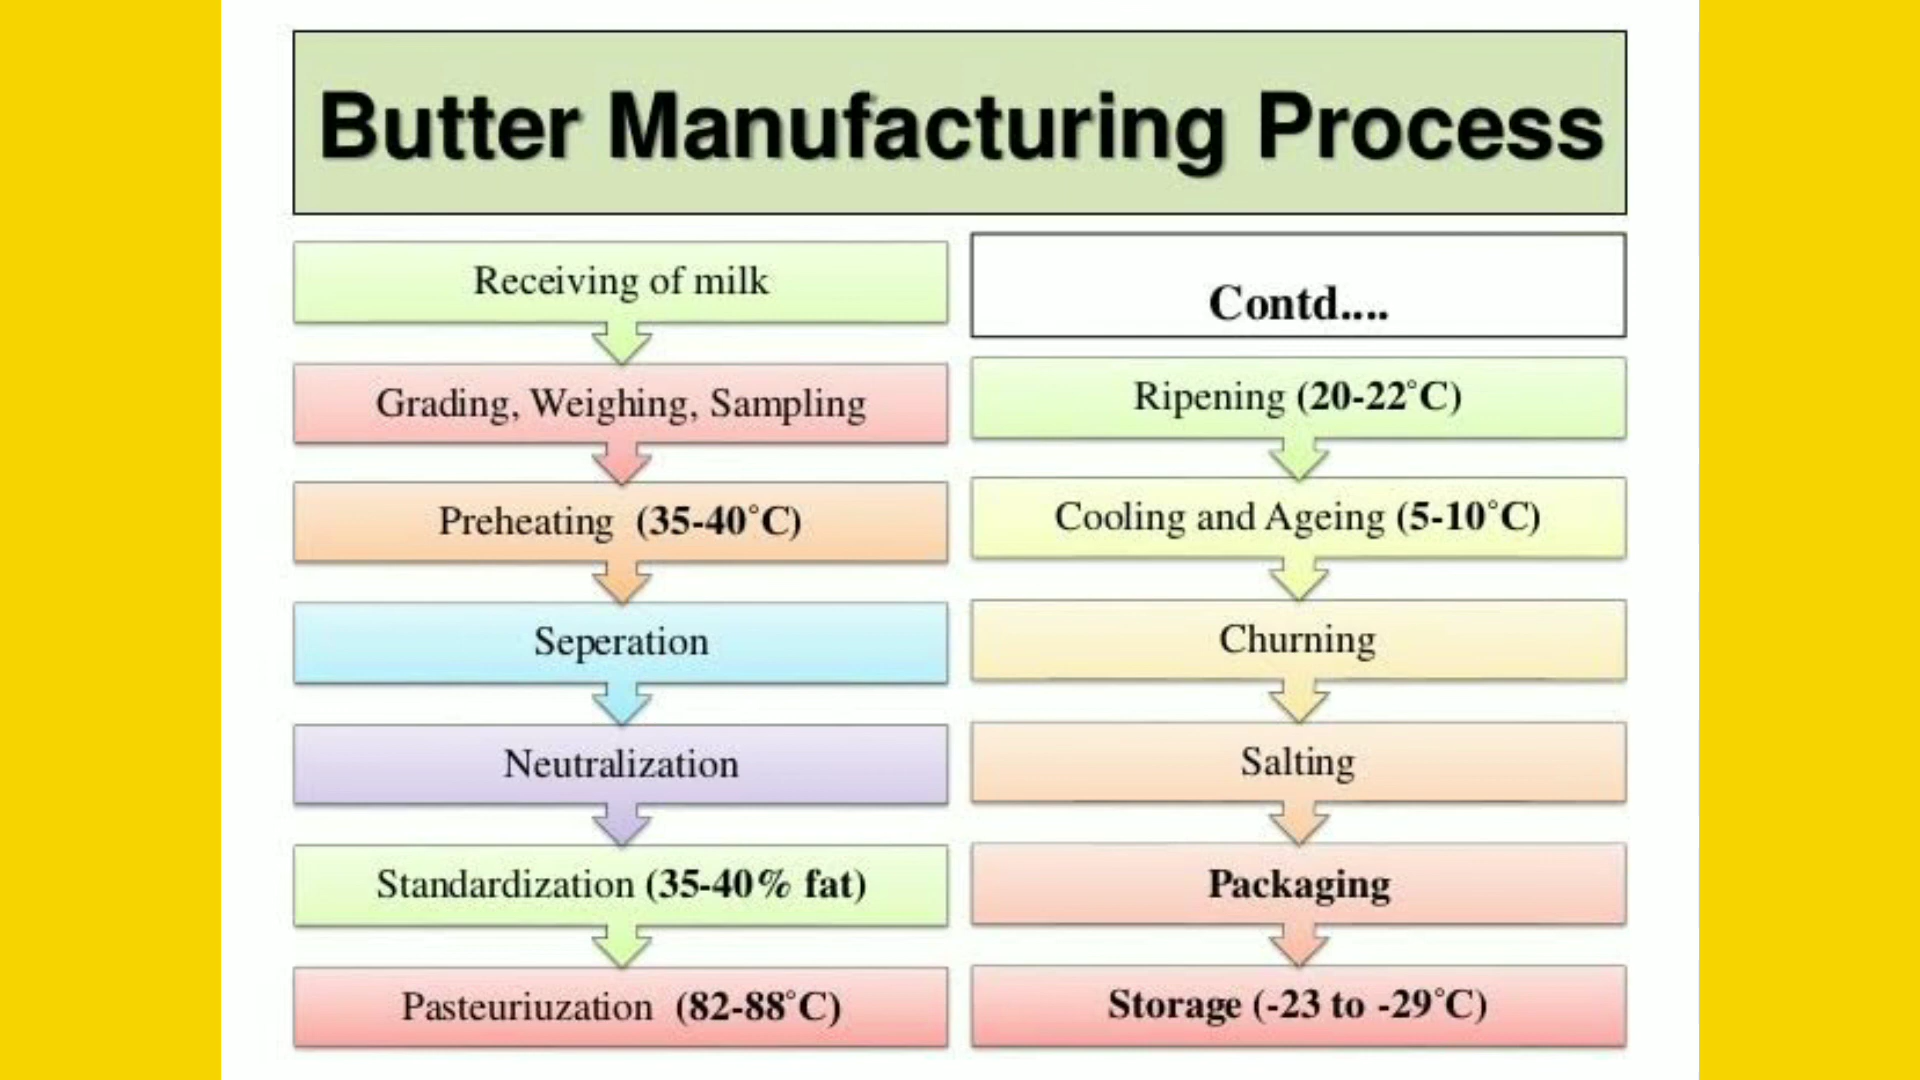 Butter Manufacturing Process
Receiving of milk
Grading, Weighing, Sampling
Preheating (35-40°C)
Seperation
Neutralization
Standardization (35-40% fat)
Pasteuriuzation (82-88°C)
Contd....
Ripening (20-22°C)
Cooling and Ageing (5-10°C)
Churning
Salting
Packaging
Storage (-23 to -29°C)